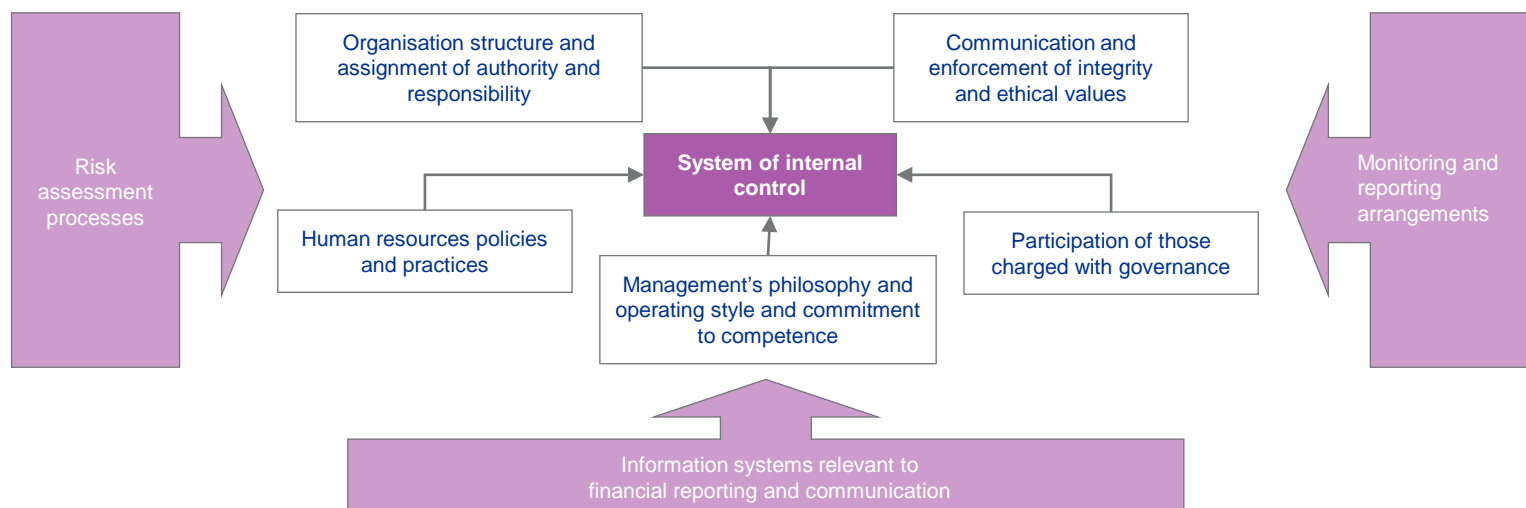 Organisation structure and
assignment of authority and
responsibility
Communication and
enforcement of integrity
and ethical values
Risk
assessment
processes
System of internal
control
Monitoring and
reporting
arrangements
Human resources policies
and practices
Participation of those
charged with governance
Management’s philosophy and
operating style and commitment
to competence
Information systems relevant to
financial reporting and communication